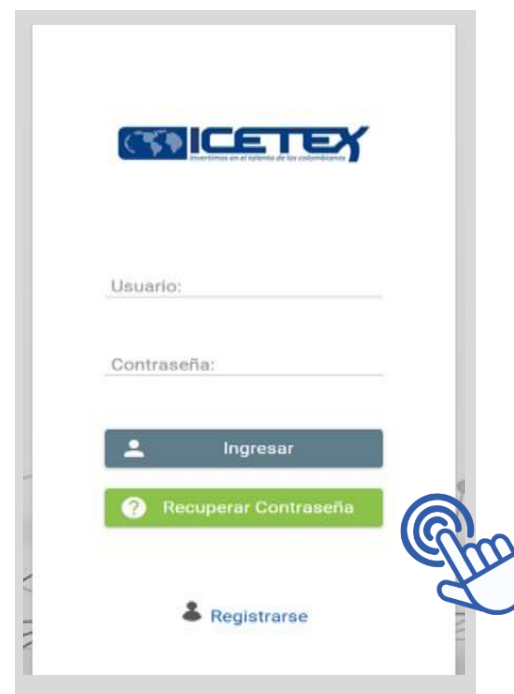 ICETEX
Invertimos en el talento de los colombianos
Usuario:
Contraseña:
Ingresar
? Recuperar Contraseña
Registrarse